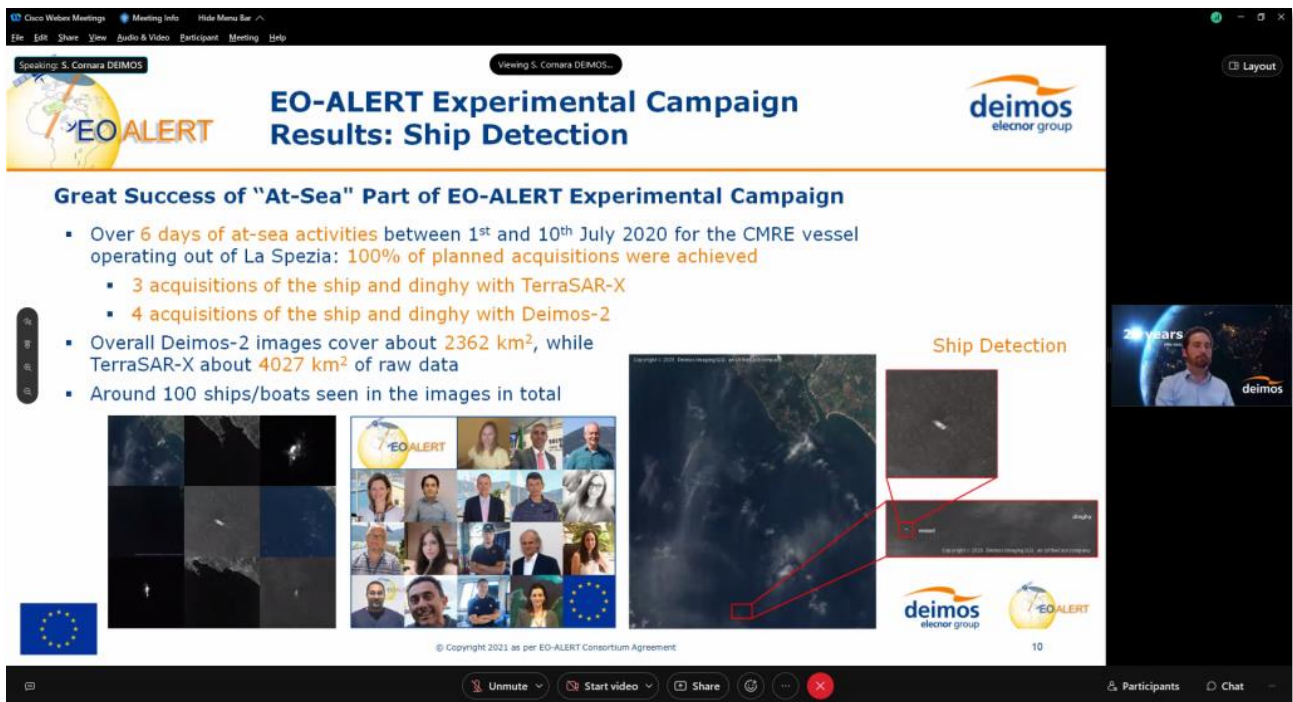 Cisco Webex Meetings Meeting Info Hide Menu Bar
File Edit Share View Audio & Video Participant Meeting Help
Speaking: S. Cornara DEIMOS
Viewing S. Cornara DEIMOS...
Layout
EO ALERT
EO-ALERT Experimental Campaign
Results: Ship Detection
deimos
elecnor group
Great Success of “At-Sea" Part of EO-ALERT Experimental Campaign
▪ Over 6 days of at-sea activities between 1st and 10th July 2020 for the CMRE vessel
operating out of La Spezia: 100% of planned acquisitions were achieved
▪ 3 acquisitions of the ship and dinghy with TerraSAR-X
▪ 4 acquisitions of the ship and dinghy with Deimos-2
▪ Overall Deimos-2 images cover about 2362 km², while
TerraSAR-X about 4027 km² of raw data
▪ Around 100 ships/boats seen in the images in total
Ship Detection
years
deimos
EO ALERT
dinghy
vessel
deimos
elecnor group
EO ALERT
© Copyright 2021 as per EO-ALERT Consortium Agreement
10
Unmute
Start video
Share
Participants
Chat